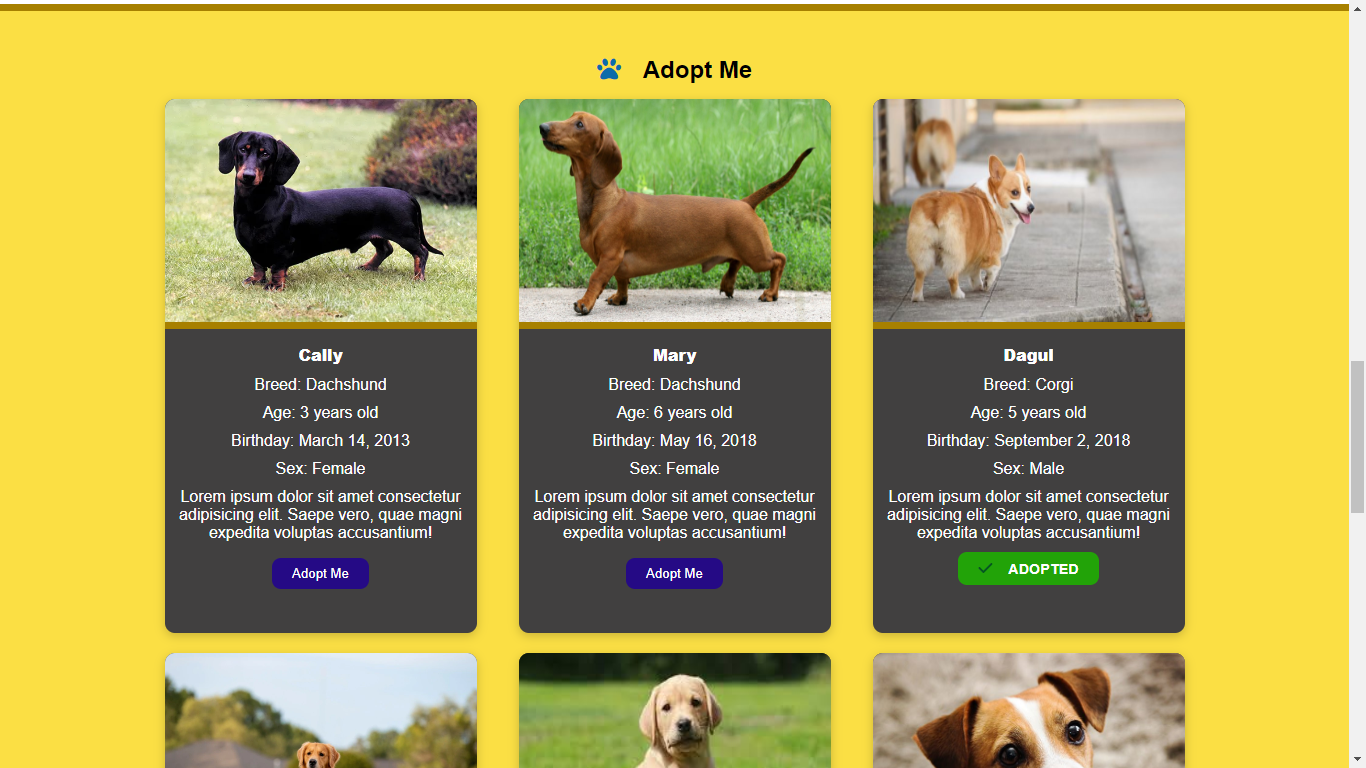 Adopt Me
Cally
Breed: Dachshund
Age: 3 years old
Birthday: March 14, 2013
Sex: Female
Lorem ipsum dolor sit amet consectetur
adipisicing elit. Saepe vero, quae magni
expedita voluptas accusantium!
Adopt Me
Mary
Breed: Dachshund
Age: 6 years old
Birthday: May 16, 2018
Sex: Female
Lorem ipsum dolor sit amet consectetur
adipisicing elit. Saepe vero, quae magni
expedita voluptas accusantium!
Adopt Me
Dagul
Breed: Corgi
Age: 5 years old
Birthday: September 2, 2018
Sex: Male
Lorem ipsum dolor sit amet consectetur
adipisicing elit. Saepe vero, quae magni
expedita voluptas accusantium!
ADOPTED